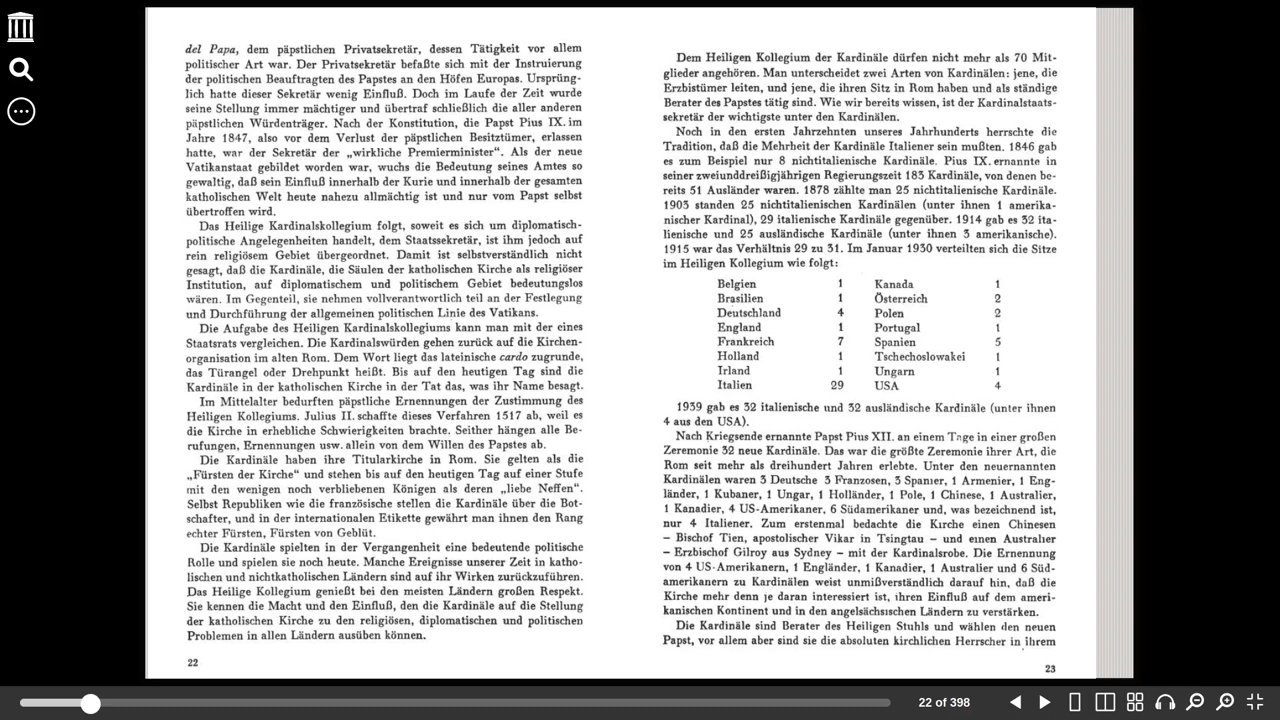 del Papa, dem päpstlichen Privatsekretär, dessen Tätigkeit vor allem
politischer Art war. Der Privatsekretär befaßte sich mit der Instruierung
der politischen Beauftragten des Papstes an den Höfen Europas. Ursprüng-
lich hatte dieser Sekretär wenig Einfluß. Doch im Laufe der Zeit wurde
seine Stellung immer mächtiger und übertraf schließlich die aller anderen
päpstlichen Würdenträger. Nach der Konstitution, die Papst Pius IX. im
Jahre 1847, also vor dem Verlust der päpstlichen Besitztümer, erlassen
hatte, war der Sekretär der „wirkliche Premierminister“. Als der neue
Vatikanstaat gebildet worden war, wuchs die Bedeutung seines Amtes so
gewaltig, daß sein Einfluß innerhalb der Kurie und innerhalb der gesamten
katholischen Welt heute nahezu allmächtig ist und nur vom Papst selbst
übertroffen wird.
Das Heilige Kardinalskollegium folgt, soweit es sich um diplomatisch-
politische Angelegenheiten handelt, dem Staatssekretär, ist ihm jedoch auf
rein religiösem Gebiet übergeordnet. Damit ist selbstverständlich nicht
gesagt, daß die Kardinäle, die Säulen der katholischen Kirche als religiöser
Institution, auf diplomatischem und politischem Gebiet bedeutungslos
wären. Im Gegenteil, sie nehmen vollverantwortlich teil an der Festlegung
und Durchführung der allgemeinen politischen Linie des Vatikans.
Die Aufgabe des Heiligen Kardinalskollegiums kann man mit der eines
Staatsrats vergleichen. Die Kardinalswürden gehen zurück auf die Kirchen-
organisation im alten Rom. Dem Wort liegt das lateinische cardo zugrunde,
das Türangel oder Drehpunkt heißt. Bis auf den heutigen Tag sind die
Kardinäle in der katholischen Kirche in der Tat das, was ihr Name besagt.
Im Mittelalter bedurften päpstliche Ernennungen der Zustimmung des
Heiligen Kollegiums. Julius II. schaffte dieses Verfahren 1517 ab, weil es
die Kirche in erhebliche Schwierigkeiten brachte. Seither hängen alle Be-
rufungen, Ernennungen usw. allein von dem Willen des Papstes ab.
Die Kardinäle haben ihre Titularkirche in Rom. Sie gelten als die
„Fürsten der Kirche“ und stehen bis auf den heutigen Tag auf einer Stufe
mit den wenigen noch verbliebenen Königen als deren „liebe Neffen“.
Selbst Republiken wie die französische stellen die Kardinäle über die Bot-
schafter, und in der internationalen Etikette gewährt man ihnen den Rang
echter Fürsten, Fürsten von Geblüt.
Die Kardinäle spielten in der Vergangenheit eine bedeutende politische
Rolle und spielen sie noch heute. Manche Ereignisse unserer Zeit in katho-
lischen und nichtkatholischen Ländern sind auf ihr Wirken zurückzuführen.
Das Heilige Kollegium genießt bei den meisten Ländern großen Respekt.
Sie kennen die Macht und den Einfluß, den die Kardinäle auf die Stellung
der katholischen Kirche zu den religiösen, diplomatischen und politischen
Problemen in allen Ländern ausüben können.
22
Dem Heiligen Kollegium der Kardinäle dürfen nicht mehr als 70 Mit-
glieder angehören. Man unterscheidet zwei Arten von Kardinälen: jene, die
Erzbistümer leiten, und jene, die ihren Sitz in Rom haben und als ständige
Berater des Papstes tätig sind. Wie wir bereits wissen, ist der Kardinalstaats-
sekretär der wichtigste unter den Kardinälen.
Noch in den ersten Jahrzehnten unseres Jahrhunderts herrschte die
Tradition, daß die Mehrheit der Kardinäle Italiener sein mußten. 1846 gab
es zum Beispiel nur 8 nichtitalienische Kardinäle. Pius IX. ernannte in
seiner zweiunddreißigjährigen Regierungszeit 183 Kardinäle, von denen be-
reits 51 Ausländer waren. 1878 zählte man 25 nichtitalienische Kardinäle.
1903 standen 25 nichtitalienischen Kardinälen (unter ihnen 1 amerika-
nischer Kardinal), 29 italienische Kardinäle gegenüber. 1914 gab es 32 ita-
lienische und 25 ausländische Kardinäle (unter ihnen 3 amerikanische).
1915 war das Verhältnis 29 zu 31. Im Januar 1930 verteilten sich die Sitze
im Heiligen Kollegium wie folgt:
Belgien 1 Kanada 1
Brasilien 1 Österreich 2
Deutschland 4 Polen 2
England 1 Portugal 1
Frankreich 7 Spanien 5
Holland 1 Tschechoslowakei 1
Irland 1 Ungarn 1
Italien 29 USA 4
1939 gab es 32 italienische und 32 ausländische Kardinäle (unter ihnen
4 aus den USA).
Nach Kriegsende ernannte Papst Pius XII. an einem Tage in einer großen
Zeremonie 32 neue Kardinäle. Das war die größte Zeremonie ihrer Art, die
Rom seit mehr als dreihundert Jahren erlebte. Unter den neuernannten
Kardinälen waren 3 Deutsche 3 Franzosen, 3 Spanier, 1 Armenier, 1 Eng-
länder, 1 Kubaner, 1 Ungar, 1 Holländer, 1 Pole, 1 Chinese, 1 Australier,
1 Kanadier, 4 US-Amerikaner, 6 Südamerikaner und, was bezeichnend ist,
nur 4 Italiener. Zum erstenmal bedachte die Kirche einen Chinesen
– Bischof Tien, apostolischer Vikar in Tsingtau – und einen Australier
– Erzbischof Gilroy aus Sydney – mit der Kardinalsrobe. Die Ernennung
von 4 US-Amerikanern, 1 Engländer, 1 Kanadier, 1 Australier und 6 Süd-
amerikanern zu Kardinälen weist unmißverständlich darauf hin, daß die
Kirche mehr denn je daran interessiert ist, ihren Einfluß auf dem ameri-
kanischen Kontinent und in den angelsächsischen Ländern zu verstärken.
Die Kardinäle sind Berater des Heiligen Stuhls und wählen den neuen
Papst, vor allem aber sind sie die absoluten kirchlichen Herrscher in ihrem
23
22 of 398